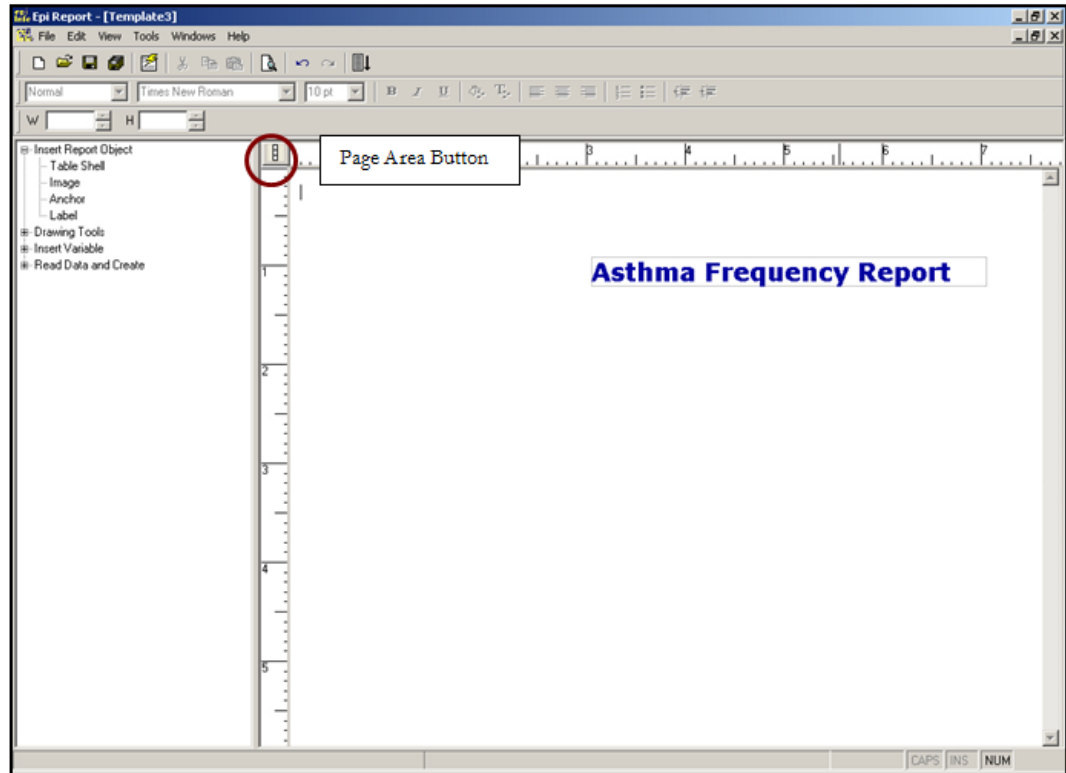 Epi Report - [Template3]
File Edit View Tools Windows Help
Normal Times New Roman 10 pt B I U
W H
Insert Report Object
Table Shell
Image
Anchor
Label
Drawing Tools
Insert Variable
Read Data and Create
Page Area Button
3 4 5 6 7
Asthma Frequency Report
1
2
3
4
5
CAPS INS NUM